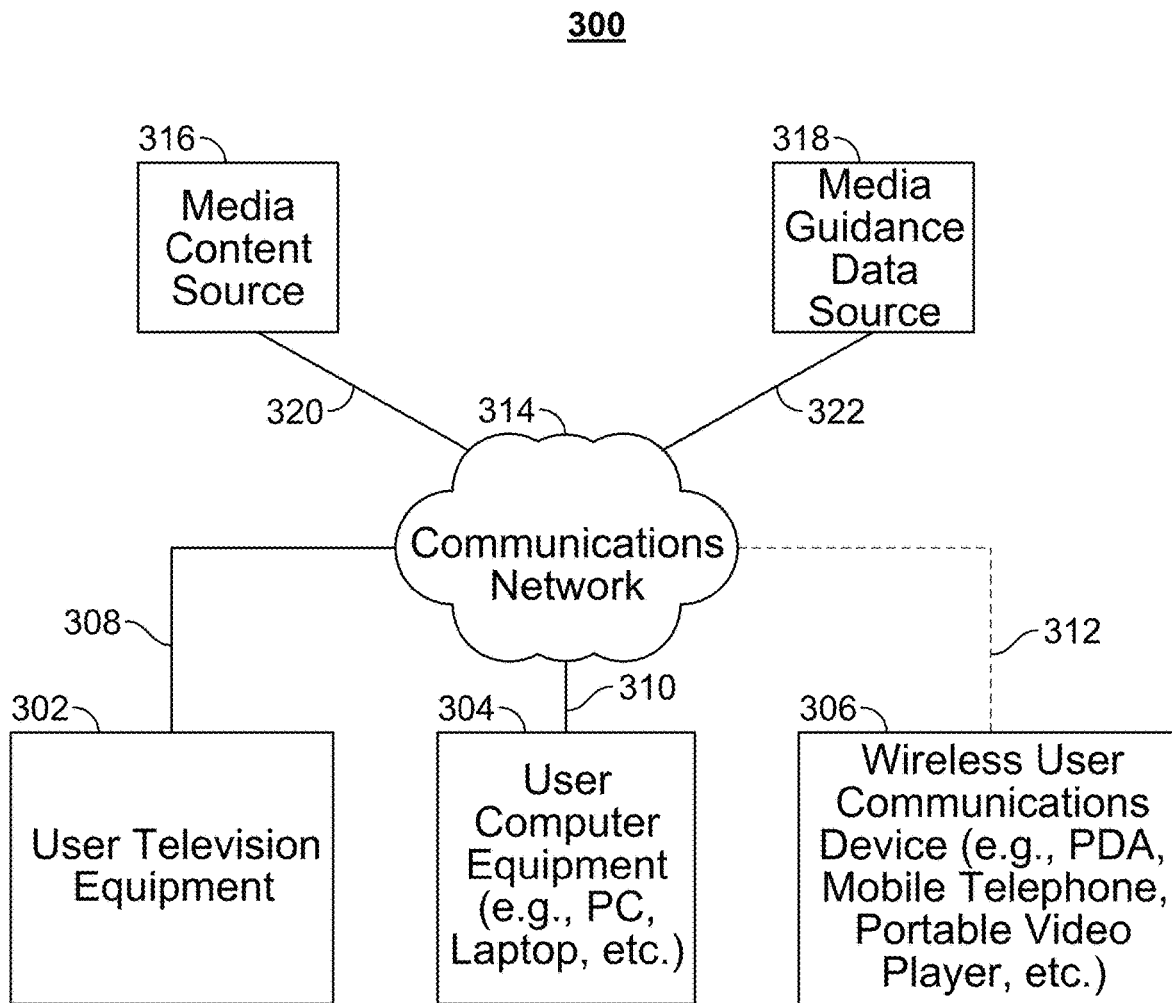 300
316
Media
Content
Source
318
Media
Guidance
Data
Source
320
314
322
Communications
Network
308
310
312
302
User Television
Equipment
304
User
Computer
Equipment
(e.g., PC,
Laptop, etc.)
306
Wireless User
Communications
Device (e.g., PDA,
Mobile Telephone,
Portable Video
Player, etc.)